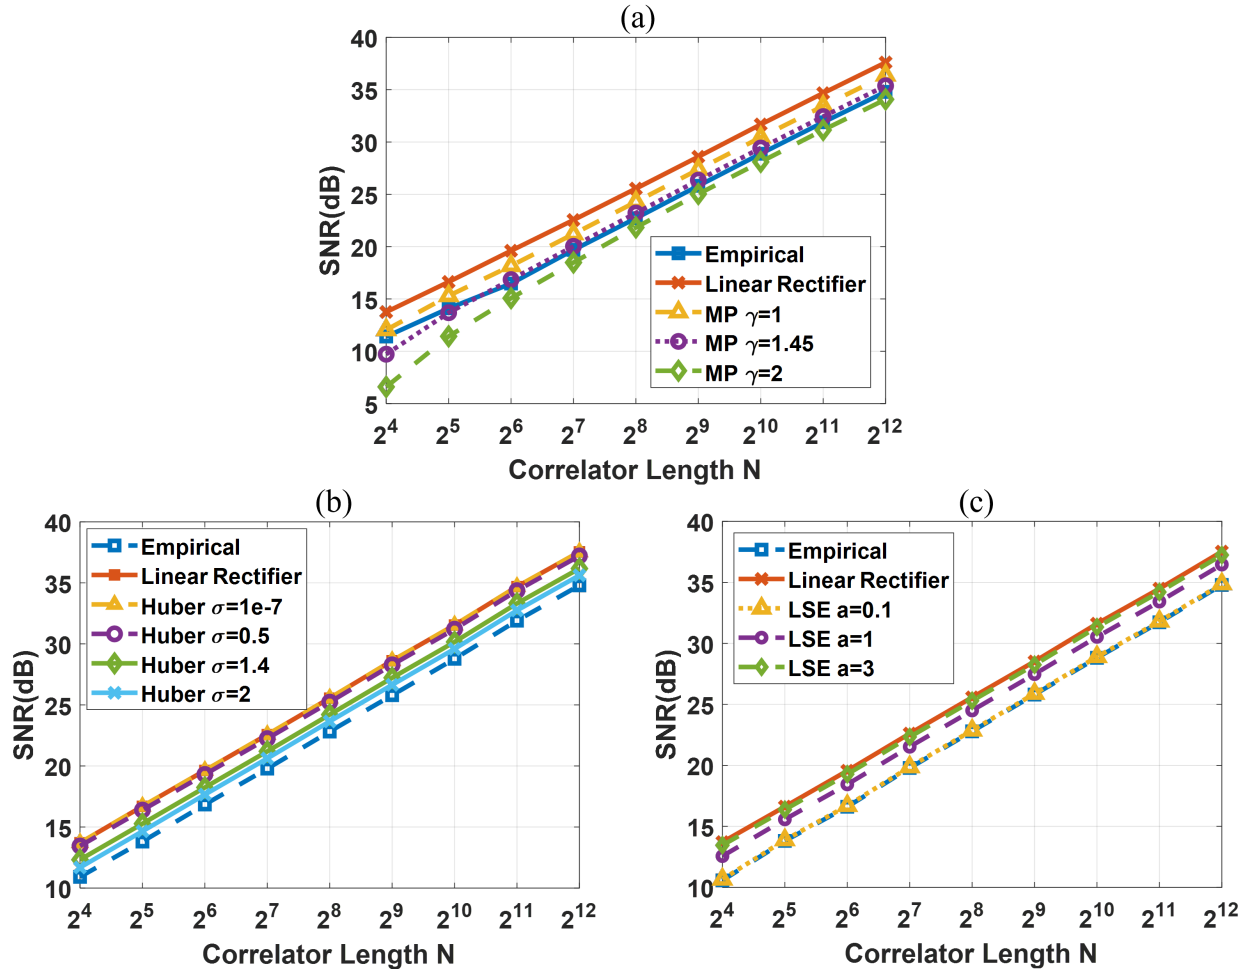 (a)
40
35
30
25
20
15
10
5
SNR(dB)
Empirical
Linear Rectifier
MP γ=1
MP γ=1.45
MP γ=2
2^4 2^5 2^6 2^7 2^8 2^9 2^10 2^11 2^12
Correlator Length N
(b)
40
35
30
25
20
15
10
SNR(dB)
Empirical
Linear Rectifier
Huber σ=1e-7
Huber σ=0.5
Huber σ=1.4
Huber σ=2
2^4 2^5 2^6 2^7 2^8 2^9 2^10 2^11 2^12
Correlator Length N
(c)
40
35
30
25
20
15
10
SNR(dB)
Empirical
Linear Rectifier
LSE a=0.1
LSE a=1
LSE a=3
2^4 2^5 2^6 2^7 2^8 2^9 2^10 2^11 2^12
Correlator Length N